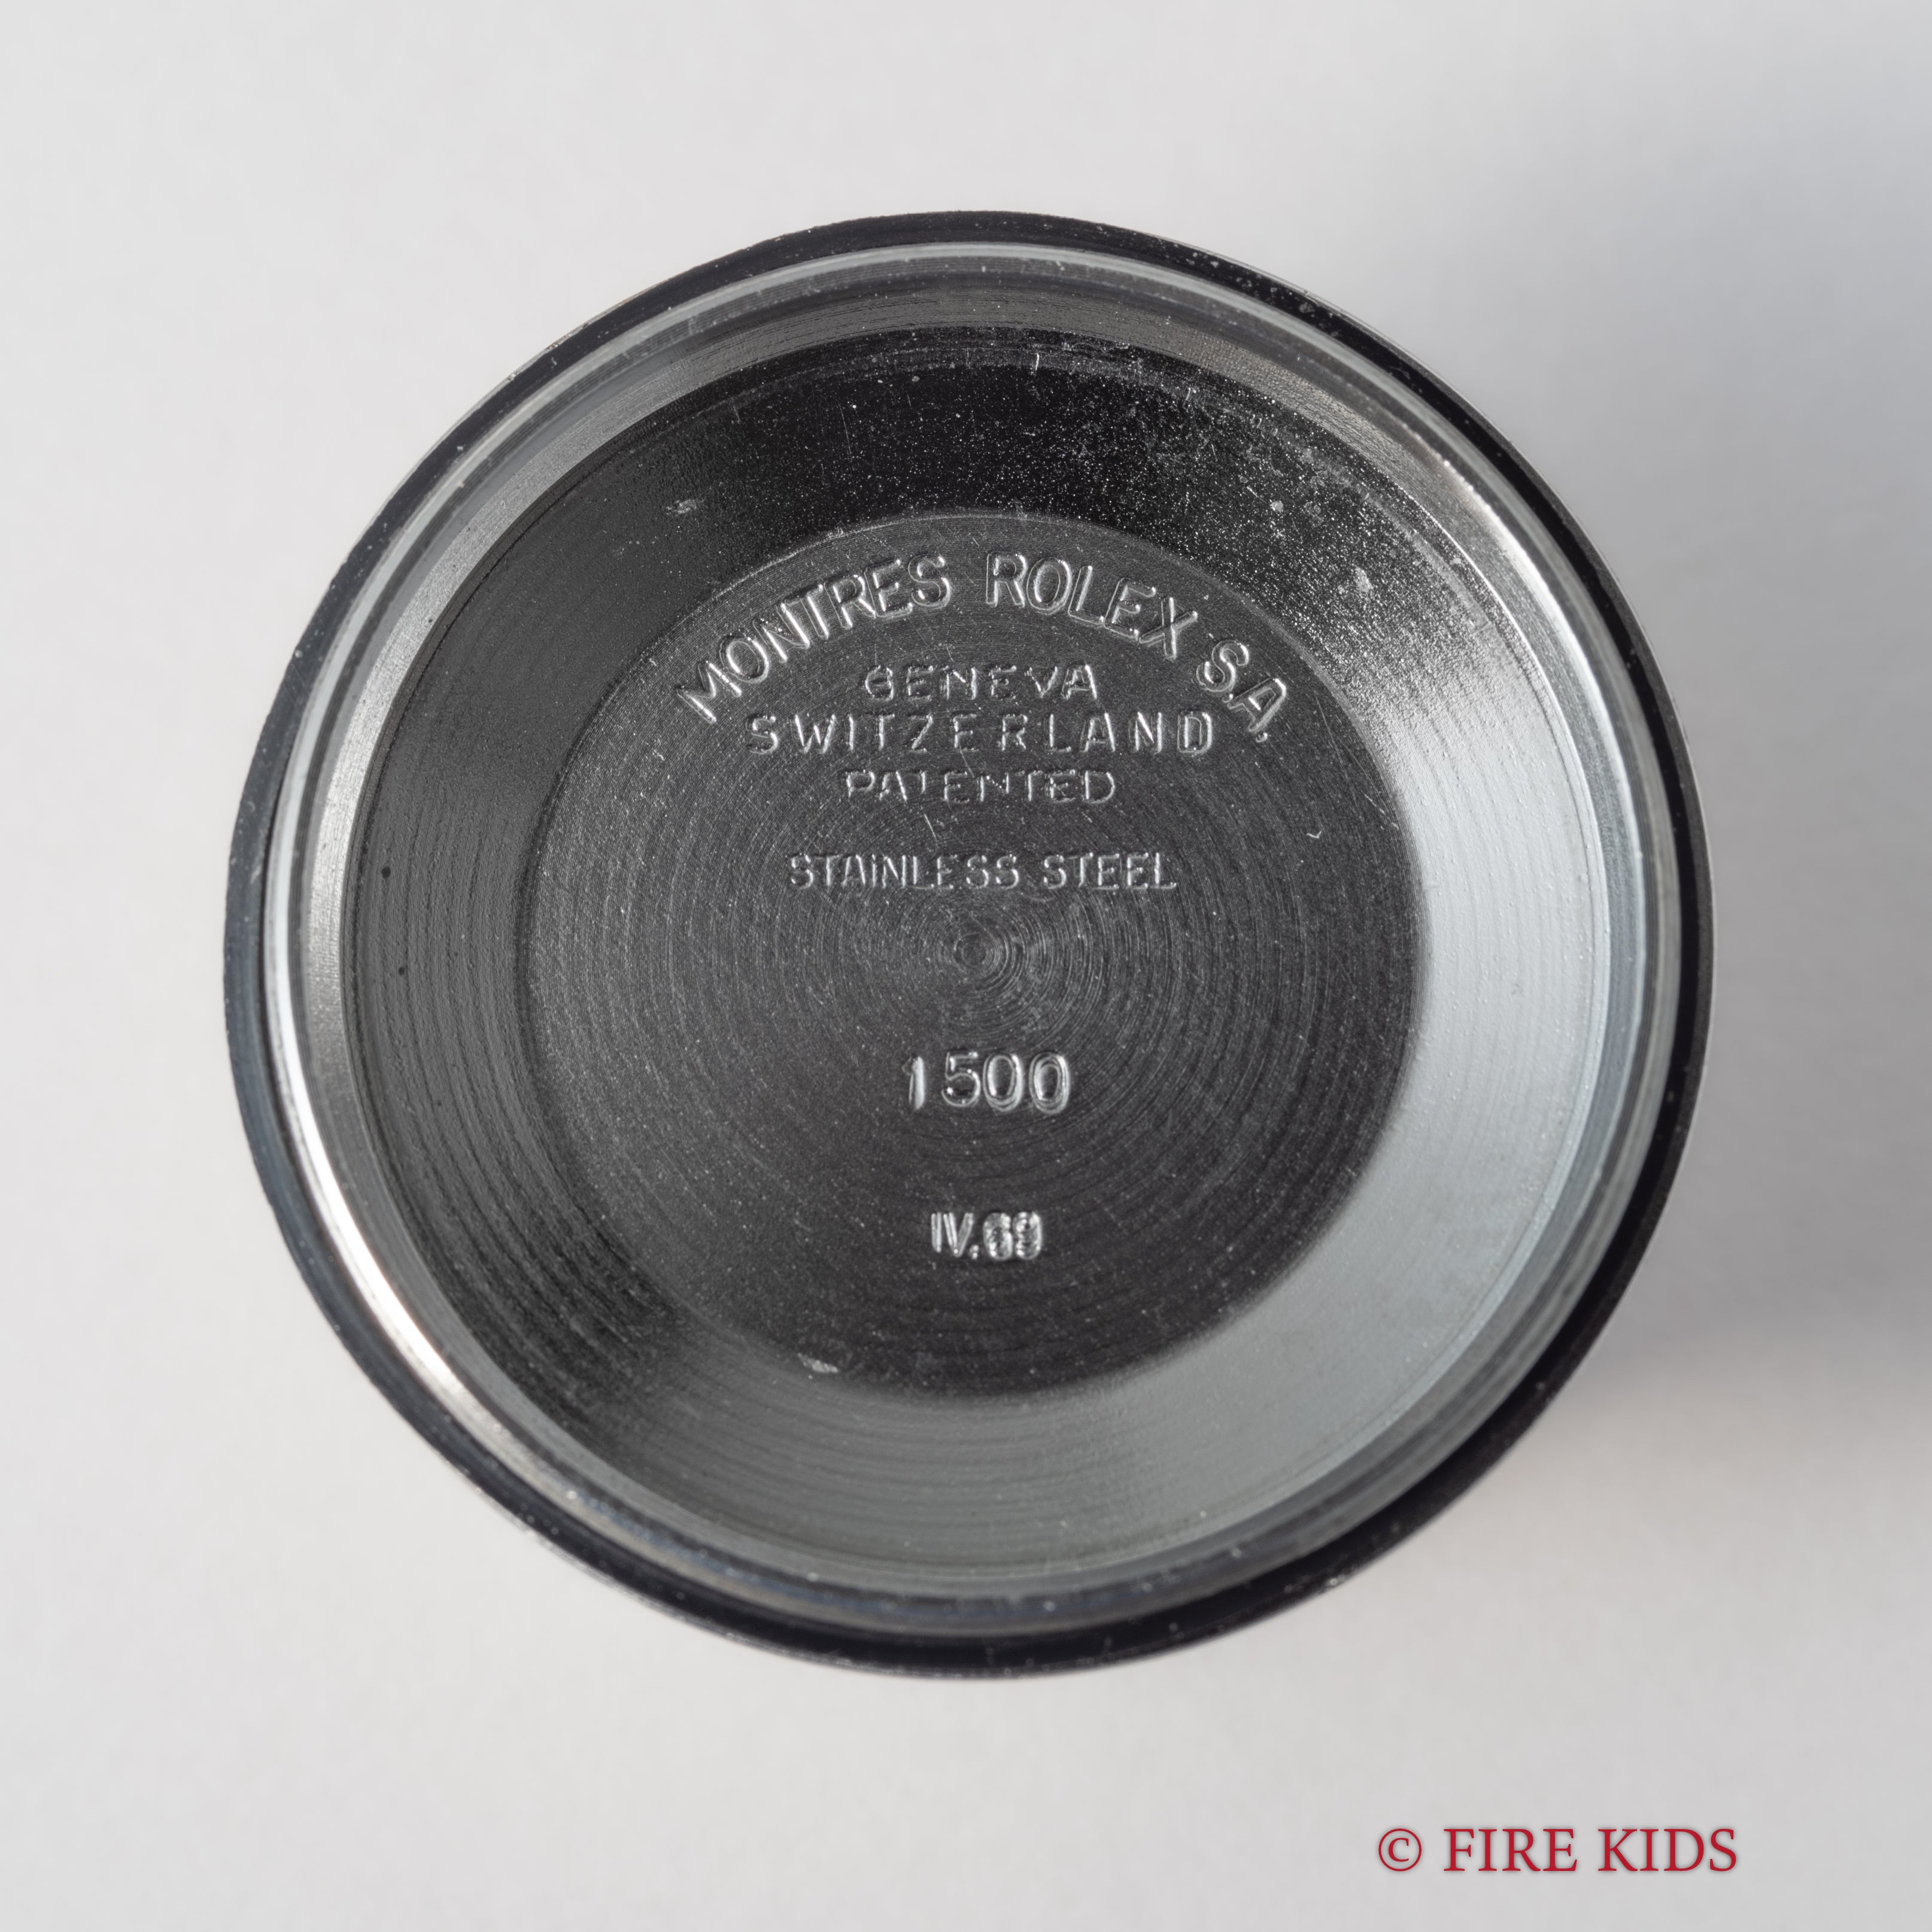 MONTRES ROLEX S.A.
GENEVA
SWITZERLAND
PATENTED
STAINLESS STEEL
1500
IV.69
© FIRE KIDS